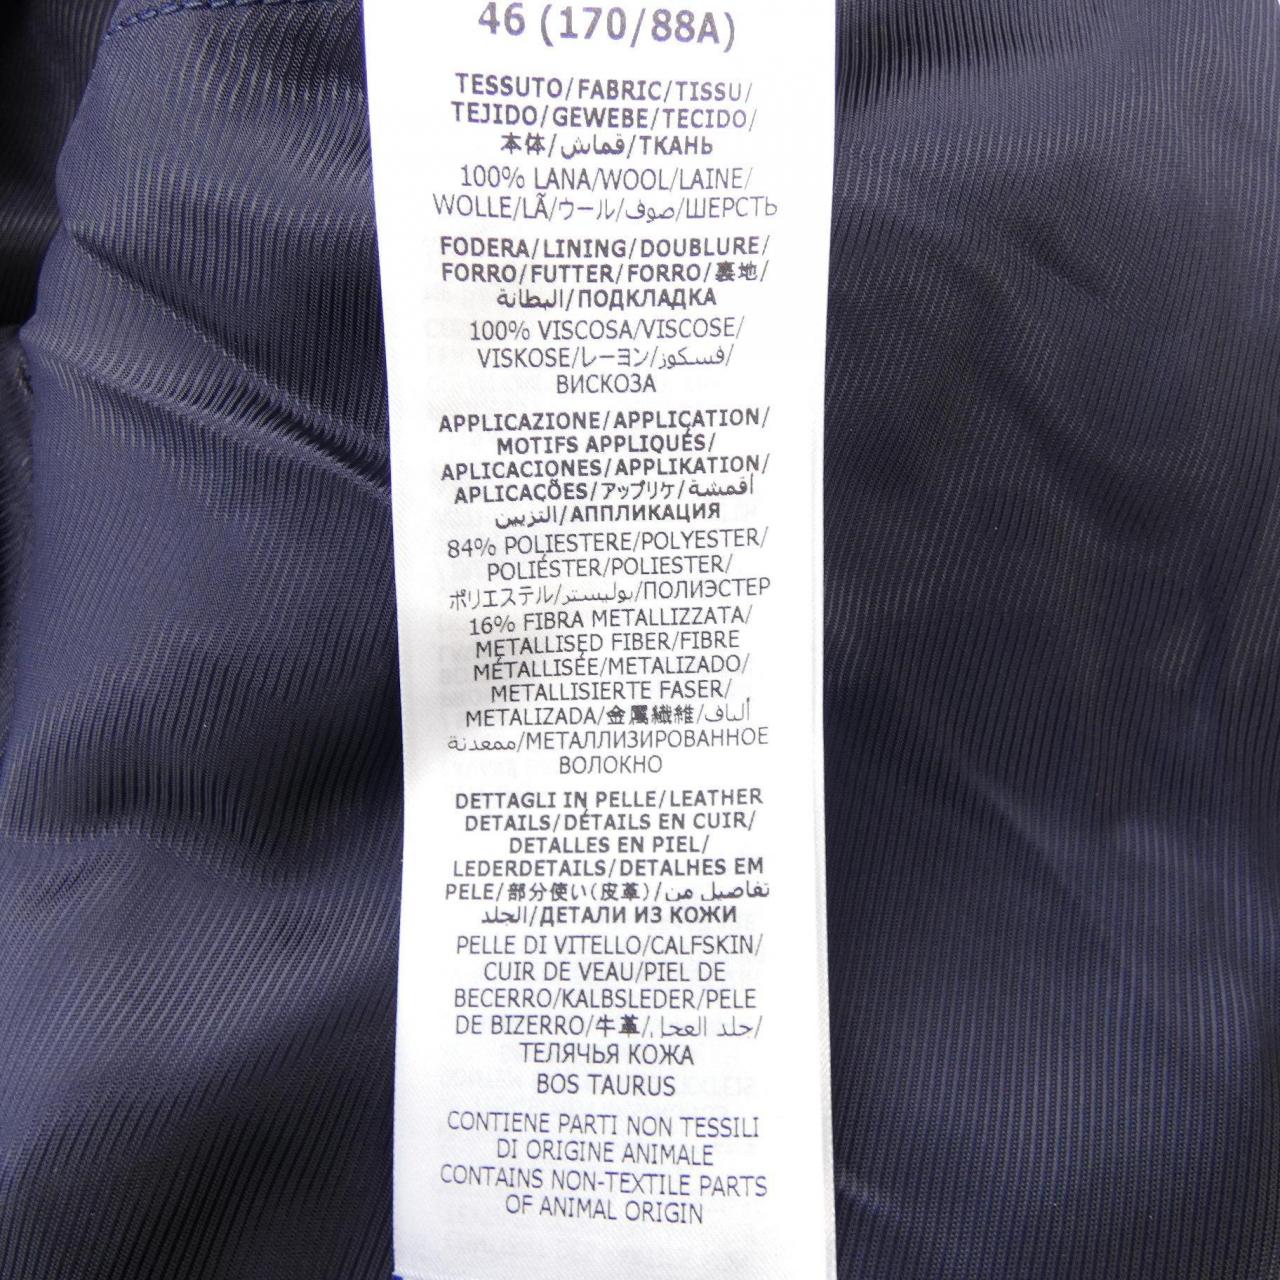 46 (170/88A)
TESSUTO/FABRIC/TISSU/
TEJIDO/GEWEBE/TECIDO/
本体/قماش/ТКАНЬ
100% LANA/WOOL/LAINE/
WOLLE/LÃ/ウール/صوف/ШЕРСТЬ
FODERA/LINING/DOUBLURE/
FORRO/FUTTER/FORRO/裏地/
البطانة/ПОДКЛАДКА
100% VISCOSA/VISCOSE/
VISKOSE/レーヨン/فسكوز/
ВИСКОЗА
APPLICAZIONE/APPLICATION/
MOTIFS APPLIQUÉS/
APLICACIONES/APPLIKATION/
APLICAÇÕES/アップリケ/أقمشة
التزيين/АППЛИКАЦИЯ
84% POLIESTERE/POLYESTER/
POLIÉSTER/POLIESTER/
ポリエステル/بوليستر/ПОЛИЭСТЕР
16% FIBRA METALLIZZATA/
METALLISED FIBER/FIBRE
MÉTALLISÉE/METALIZADO/
METALLISIERTE FASER/
METALIZADA/金属繊維/ألياف
ممعدنة/МЕТАЛЛИЗИРОВАННОЕ
ВОЛОКНО
DETTAGLI IN PELLE/LEATHER
DETAILS/DÉTAILS EN CUIR/
DETALLES EN PIEL/
LEDERDETAILS/DETALHES EM
PELE/部分使い(皮革)/تفاصيل من
الجلد/ДЕТАЛИ ИЗ КОЖИ
PELLE DI VITELLO/CALFSKIN/
CUIR DE VEAU/PIEL DE
BECERRO/KALBSLEDER/PELE
DE BIZERRO/牛革/جلد العجل/
ТЕЛЯЧЬЯ КОЖА
BOS TAURUS
CONTIENE PARTI NON TESSILI
DI ORIGINE ANIMALE
CONTAINS NON-TEXTILE PARTS
OF ANIMAL ORIGIN